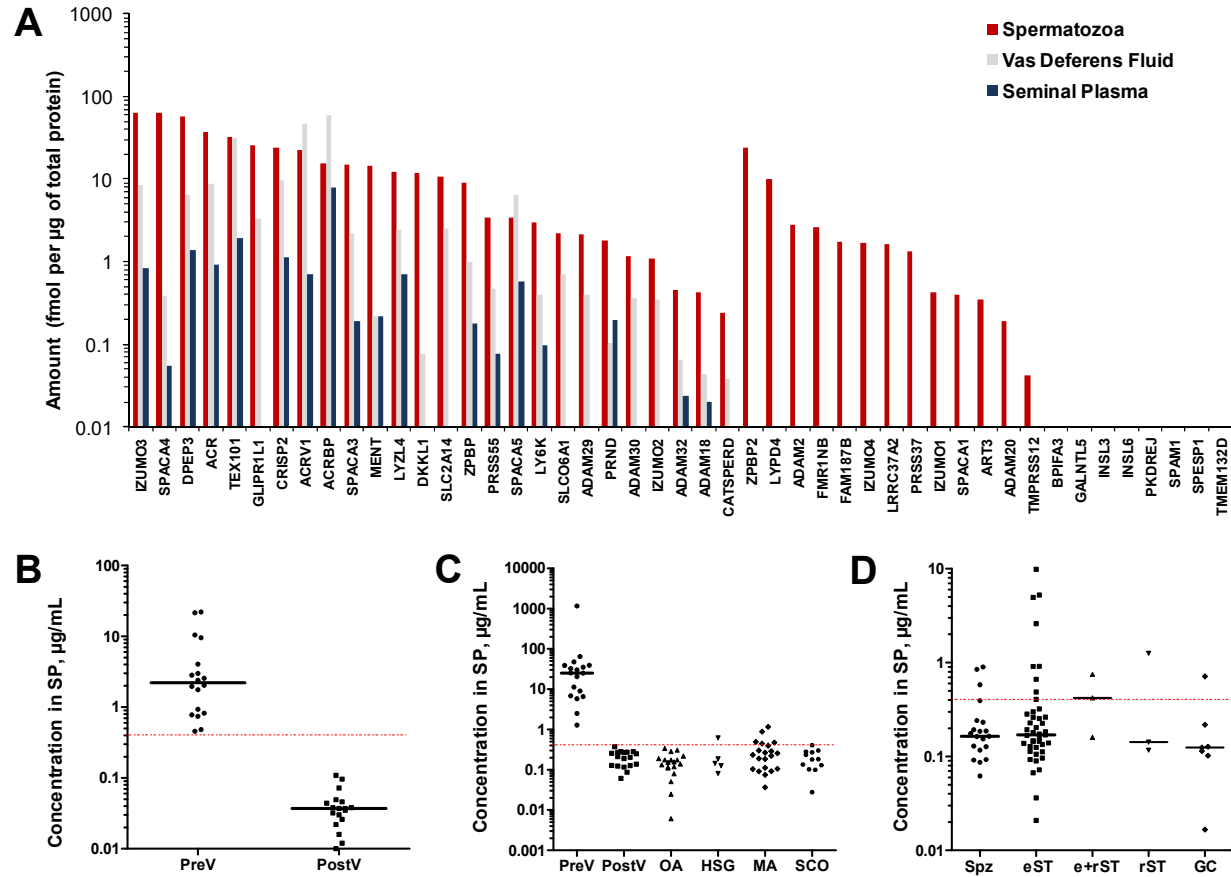 A
Amount (fmol per µg of total protein)
1000
100
10
1
0.1
0.01
Spermatozoa
Vas Deferens Fluid
Seminal Plasma
IZUMO3
SPACA4
DPEP3
ACR
TEX101
GLIPR1L1
CRISP2
ACRV1
ACRBP
SPACA3
MENT
LYZL4
DKKL1
SLC2A14
ZPBP
PRSS55
SPACA5
LY6K
SLCO6A1
ADAM29
PRND
ADAM30
IZUMO2
ADAM32
ADAM18
CATSPERD
ZPBP2
LYPD4
ADAM2
FMR1NB
FAM187B
IZUMO4
LRRC37A2
PRSS37
IZUMO1
SPACA1
ART3
ADAM20
TMPRSS12
BPIFA3
GALNTL5
INSL3
INSL6
PKDREJ
SPAM1
SPESP1
TMEM132D
B
Concentration in SP, µg/mL
100
10
1
0.1
0.01
PreV PostV
C
Concentration in SP, µg/mL
10000
1000
100
10
1
0.1
0.01
0.001
PreV PostV OA HSG MA SCO
D
Concentration in SP, µg/mL
10
1
0.1
0.01
Spz eST e+rST rST GC